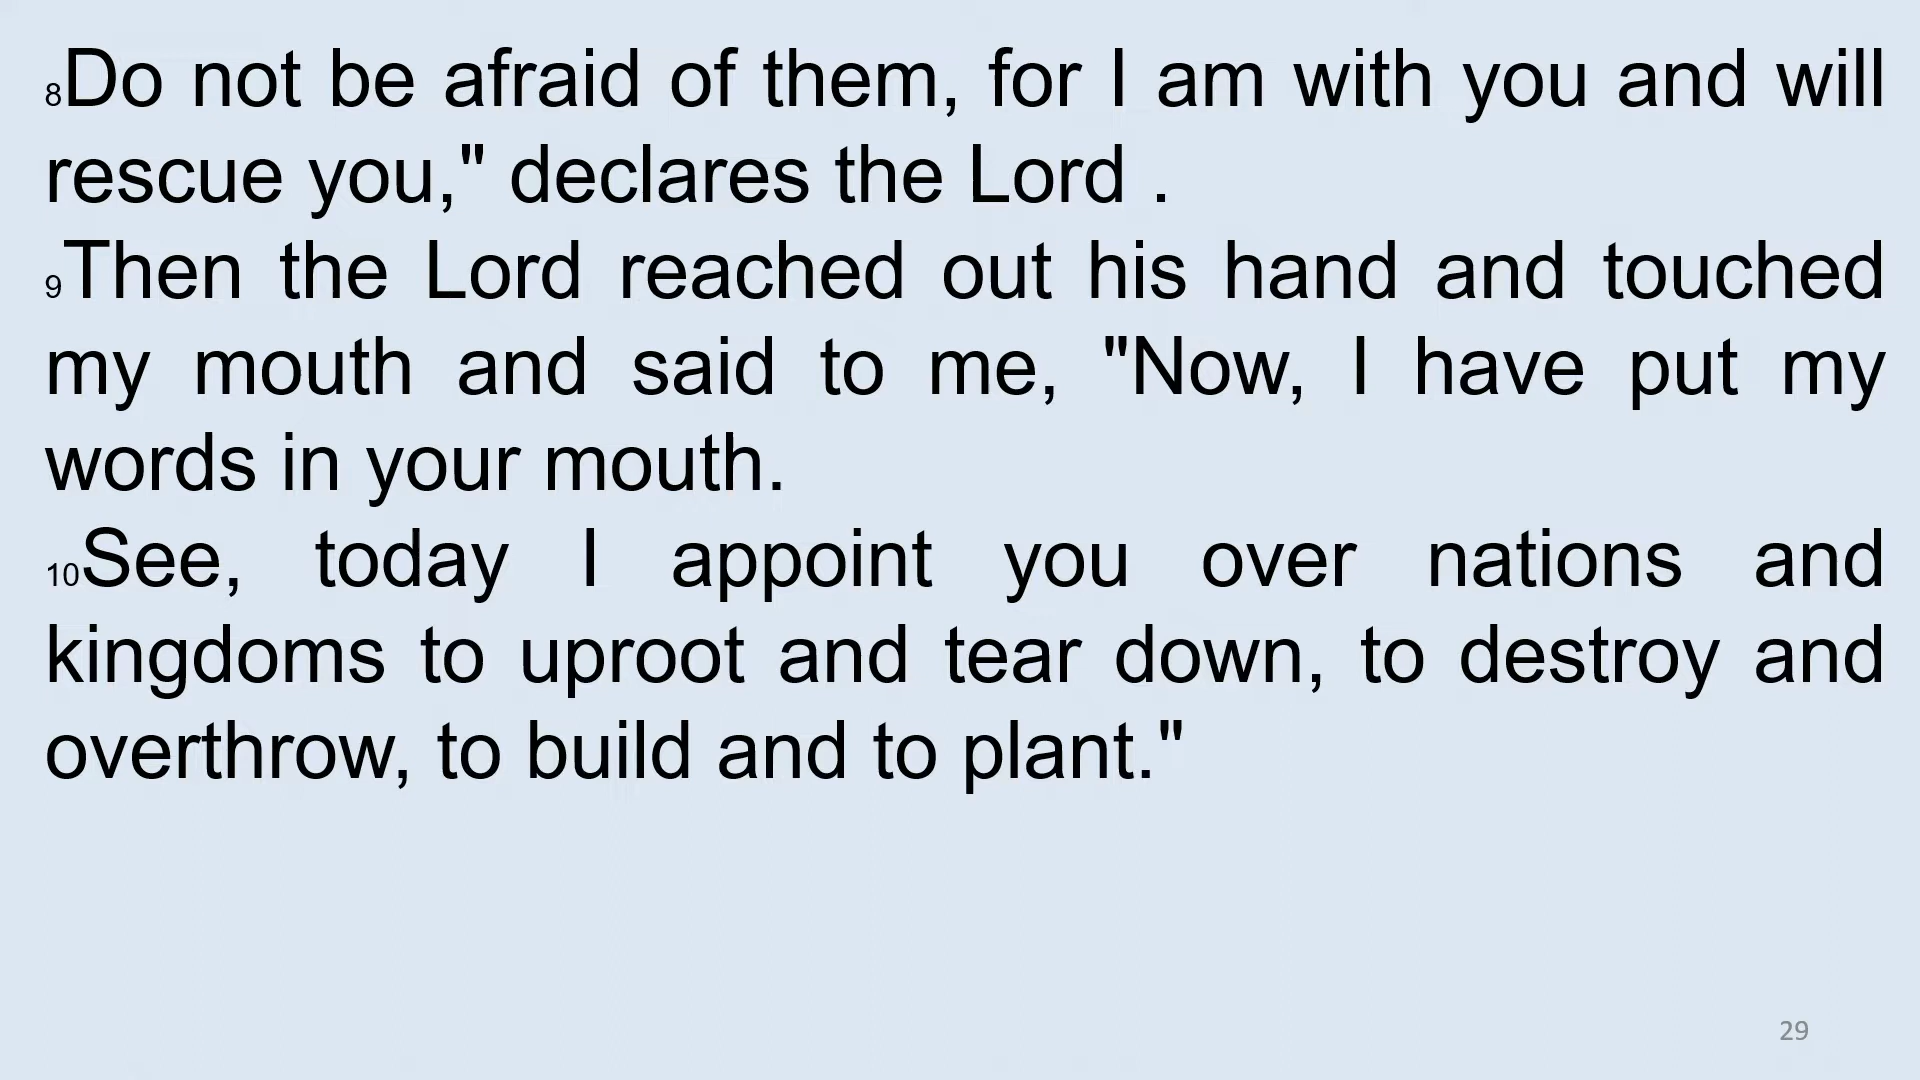 8Do not be afraid of them, for I am with you and will
rescue you," declares the Lord .
9Then the Lord reached out his hand and touched
my mouth and said to me, "Now, I have put my
words in your mouth.
10See, today I appoint you over nations and
kingdoms to uproot and tear down, to destroy and
overthrow, to build and to plant."
29